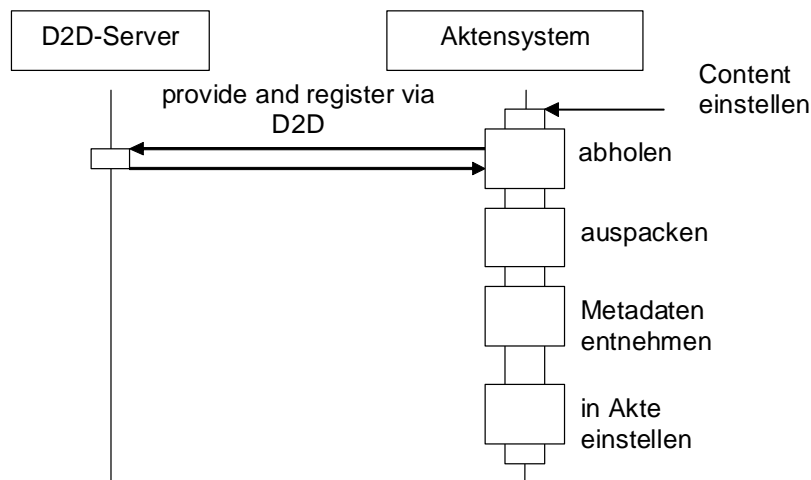 D2D-Server
Aktensystem
provide and register via
D2D
Content
einstellen
abholen
auspacken
Metadaten
entnehmen
in Akte
einstellen